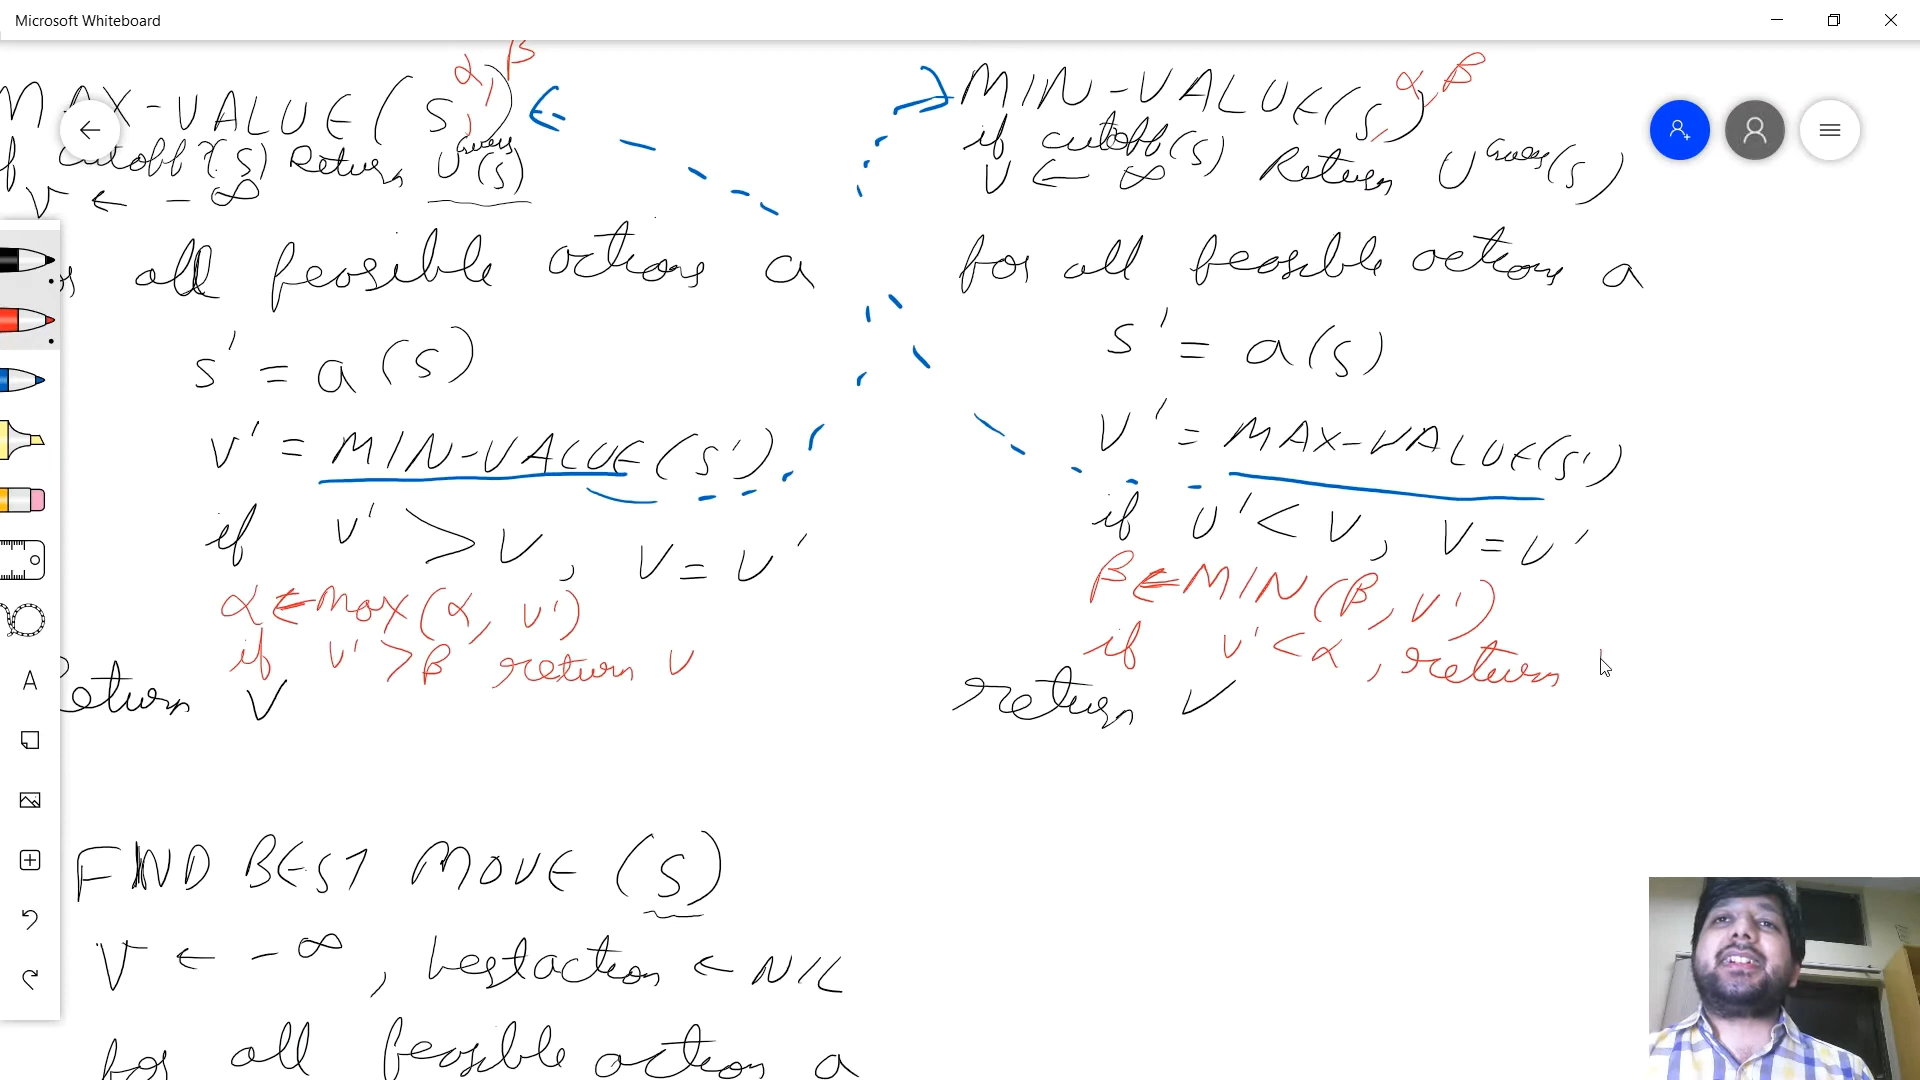 Microsoft Whiteboard
MAX-VALUE(S, α, β)
if cutoff?(S) Return U^guess(S)
V ← -∞
all feasible actions a
s' = a(S)
v' = MIN-VALUE(S')
if v' > V, V = v'
α ← Max(α, v')
if v' > β return v
Return V
MIN-VALUE(S, α, β)
if cutoff(S) Return U^guess(S)
V ← ∞
for all feasible actions a
s' = a(S)
v' = MAX-VALUE(S')
if v' < V, V = v'
β ← MIN(β, v')
if v' < α, return
return V
FIND BEST MOVE (S)
V ← -∞, bestaction ← NIL
for all feasible action a